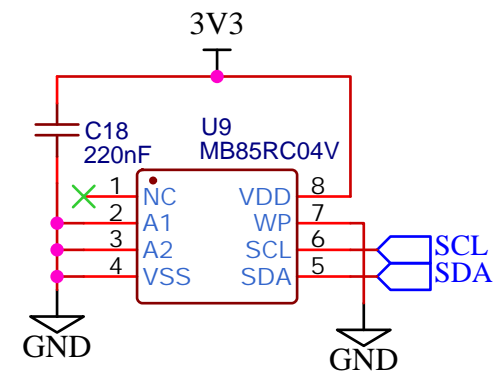 3V3
C18
220nF
U9
MB85RC04V
1 NC VDD 8
2 A1 WP 7
3 A2 SCL 6 SCL
4 VSS SDA 5 SDA
GND
GND